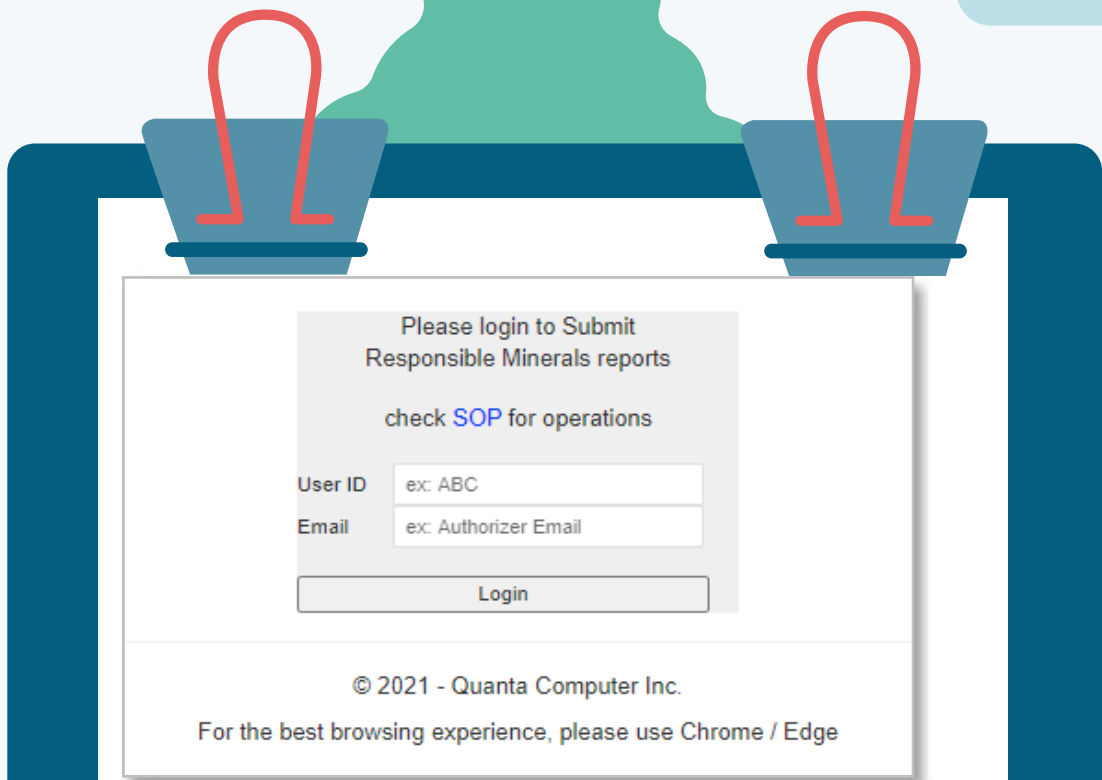 Please login to Submit
Responsible Minerals reports
check SOP for operations
User ID ex: ABC
Email ex: Authorizer Email
Login
© 2021 - Quanta Computer Inc.
For the best browsing experience, please use Chrome / Edge